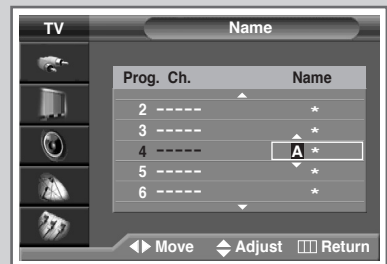 TV Name
Prog. Ch. Name
2 ----- *
3 ----- *
4 ----- A *
5 ----- *
6 ----- *
Move Adjust Return